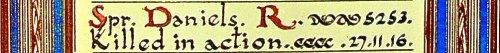 Spr. Daniels. R,. 5253.
Killed in action. 27.11.16.